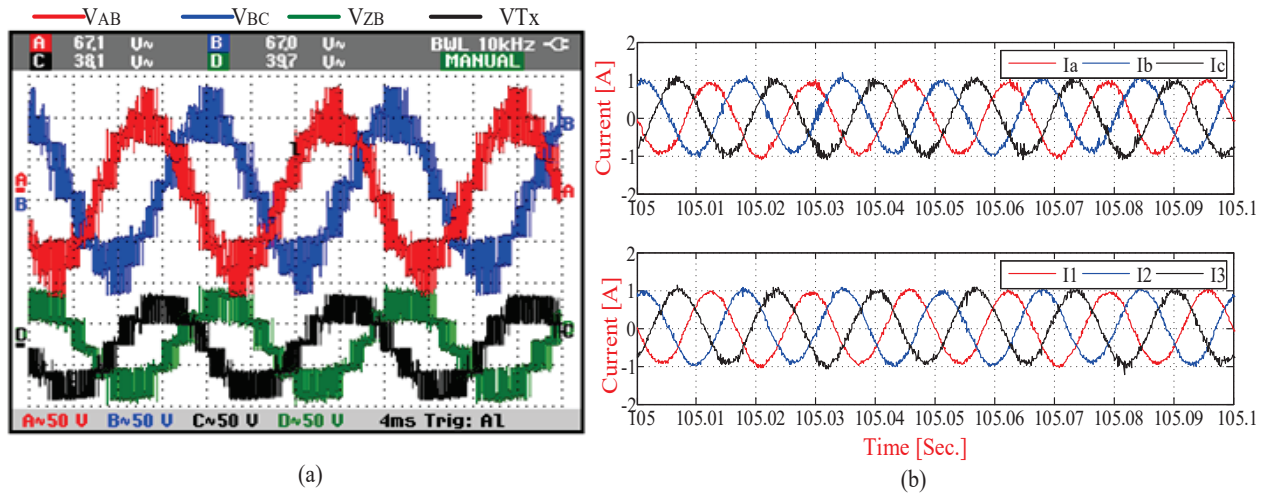 VAB VBC VZB VTx
A 67,1 V~ B 67,0 V~ BWL 10kHz
C 38,1 V~ D 39,7 V~ MANUAL
B
A
A
B
D
C
A~50 V B~50 V C~50 V D~50 V 4ms Trig: A
(a)
2
1
0
-1
-2
Current [A]
Ia Ib Ic
105 105.01 105.02 105.03 105.04 105.05 105.06 105.07 105.08 105.09 105.1
2
1
0
-1
-2
Current [A]
I1 I2 I3
105 105.01 105.02 105.03 105.04 105.05 105.06 105.07 105.08 105.09 105.1
Time [Sec.]
(b)